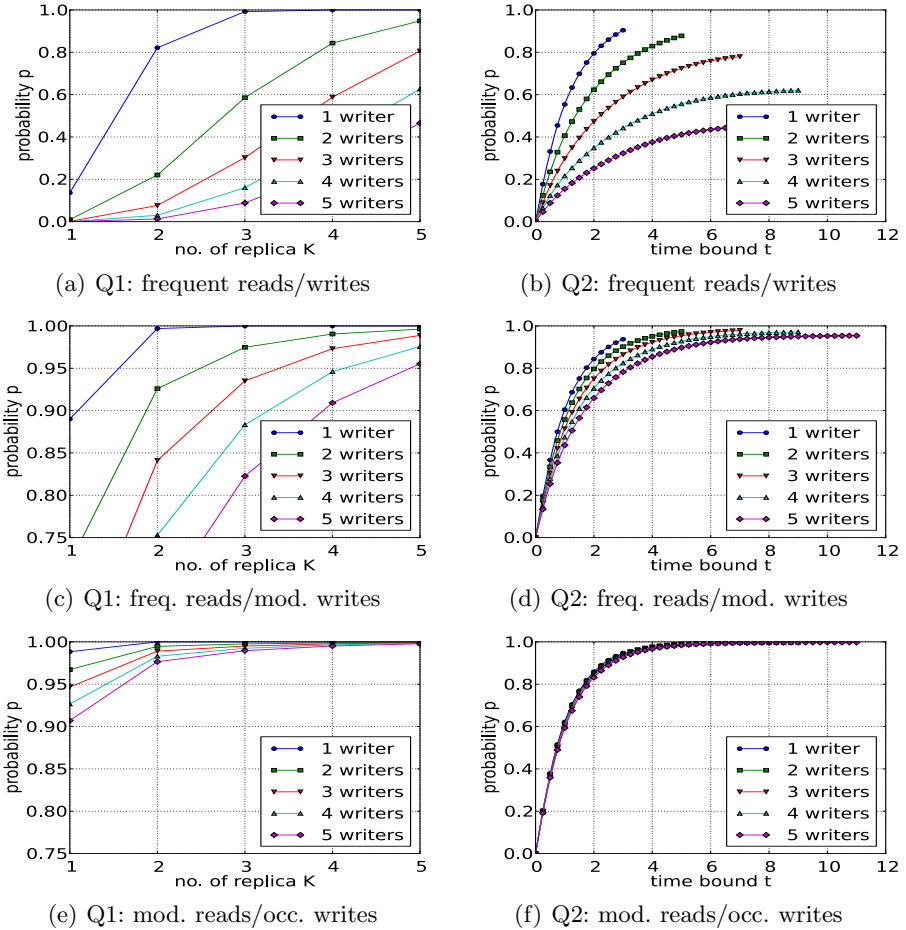 1.0
0.8
0.6
0.4
0.2
0.0
probability p
1 2 3 4 5
no. of replica K
1 writer
2 writers
3 writers
4 writers
5 writers
(a) Q1: frequent reads/writes
1.0
0.8
0.6
0.4
0.2
0.0
probability p
0 2 4 6 8 10 12
time bound t
1 writer
2 writers
3 writers
4 writers
5 writers
(b) Q2: frequent reads/writes
1.00
0.95
0.90
0.85
0.80
0.75
probability p
1 2 3 4 5
no. of replica K
1 writer
2 writers
3 writers
4 writers
5 writers
(c) Q1: freq. reads/mod. writes
1.0
0.8
0.6
0.4
0.2
0.0
probability p
0 2 4 6 8 10 12
time bound t
1 writer
2 writers
3 writers
4 writers
5 writers
(d) Q2: freq. reads/mod. writes
1.00
0.95
0.90
0.85
0.80
0.75
probability p
1 2 3 4 5
no. of replica K
1 writer
2 writers
3 writers
4 writers
5 writers
(e) Q1: mod. reads/occ. writes
1.0
0.8
0.6
0.4
0.2
0.0
probability p
0 2 4 6 8 10 12
time bound t
1 writer
2 writers
3 writers
4 writers
5 writers
(f) Q2: mod. reads/occ. writes